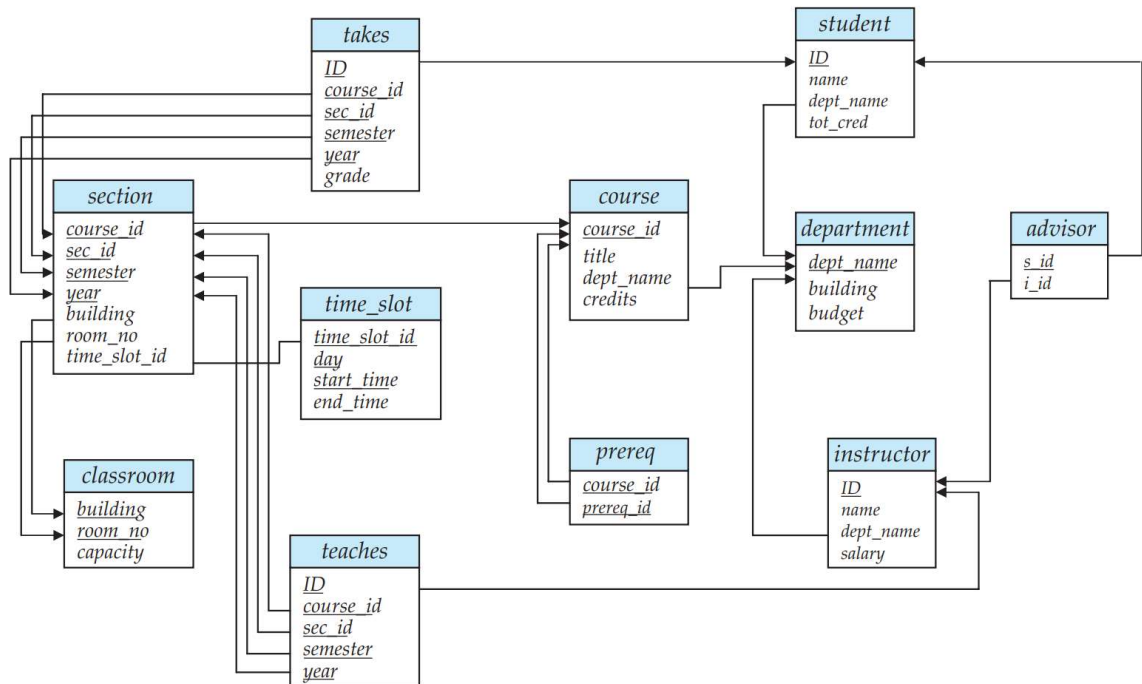 takes
ID
course_id
sec_id
semester
year
grade
student
ID
name
dept_name
tot_cred
section
course_id
sec_id
semester
year
building
room_no
time_slot_id
course
course_id
title
dept_name
credits
department
dept_name
building
budget
advisor
s_id
i_id
time_slot
time_slot_id
day
start_time
end_time
prereq
course_id
prereq_id
instructor
ID
name
dept_name
salary
classroom
building
room_no
capacity
teaches
ID
course_id
sec_id
semester
year